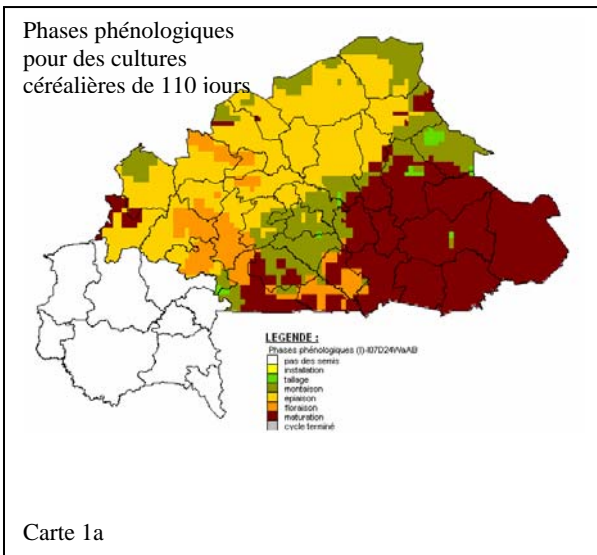 Phases phénologiques
pour des cultures
céréalières de 110 jours
LEGENDE :
Phases phénologiques (I)-I07D24WaAB
pas des semis
installation
tallage
montaison
epiaison
floraison
maturation
cycle terminé
Carte 1a